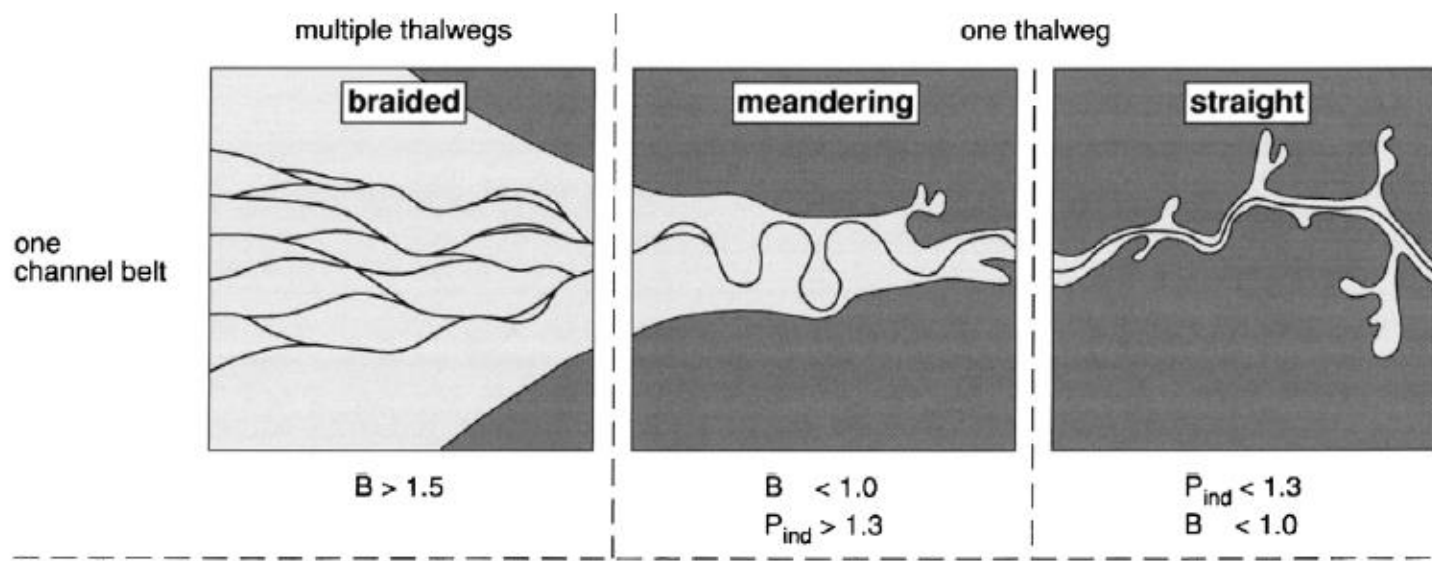 multiple thalwegs
one thalweg
braided
meandering
straight
one
channel belt
B̄ > 1.5
B̄ < 1.0
P_ind > 1.3
P̄_ind < 1.3
B < 1.0